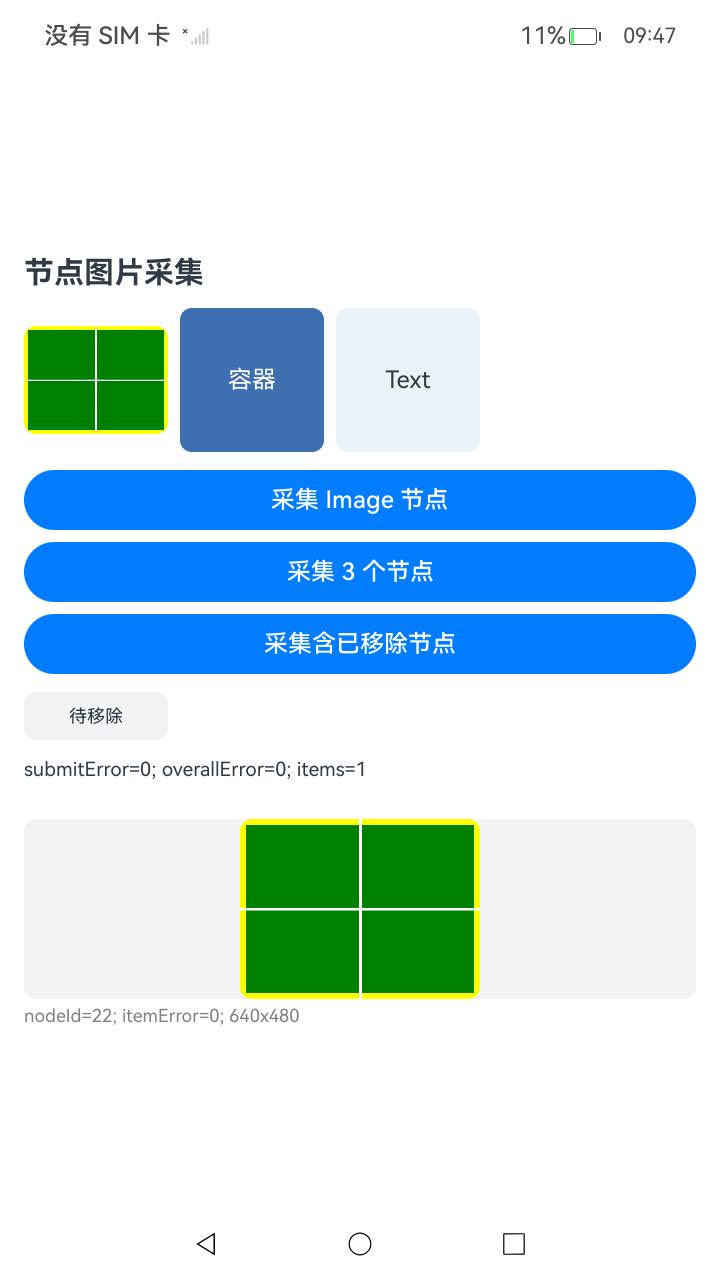 没有 SIM 卡 11% 09:47
节点图片采集
容器 Text
采集 Image 节点
采集 3 个节点
采集含已移除节点
待移除
submitError=0; overallError=0; items=1
nodeId=22; itemError=0; 640x480